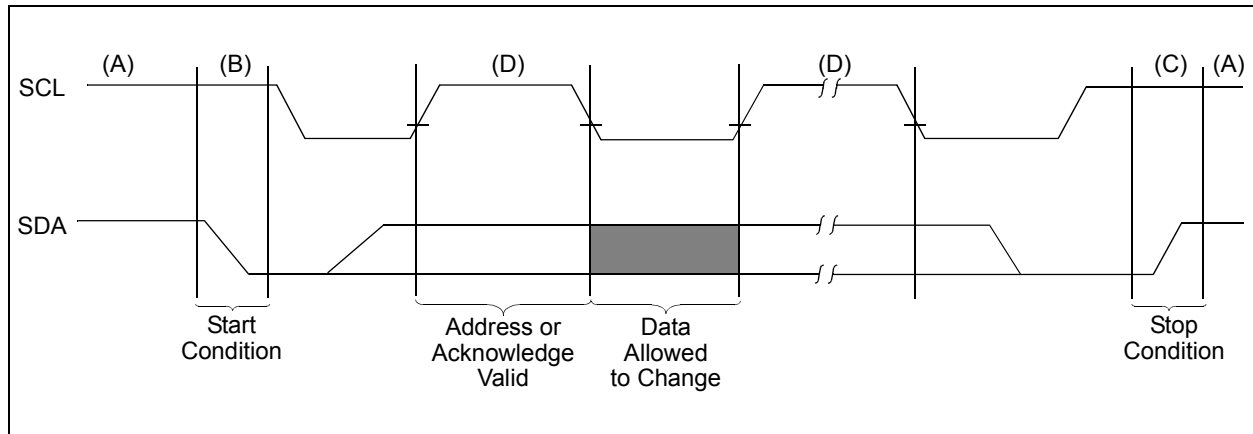 (A)
(B)
(D)
(D)
(C)
(A)
SCL
SDA
Start
Condition
Address or
Acknowledge
Valid
Data
Allowed
to Change
Stop
Condition